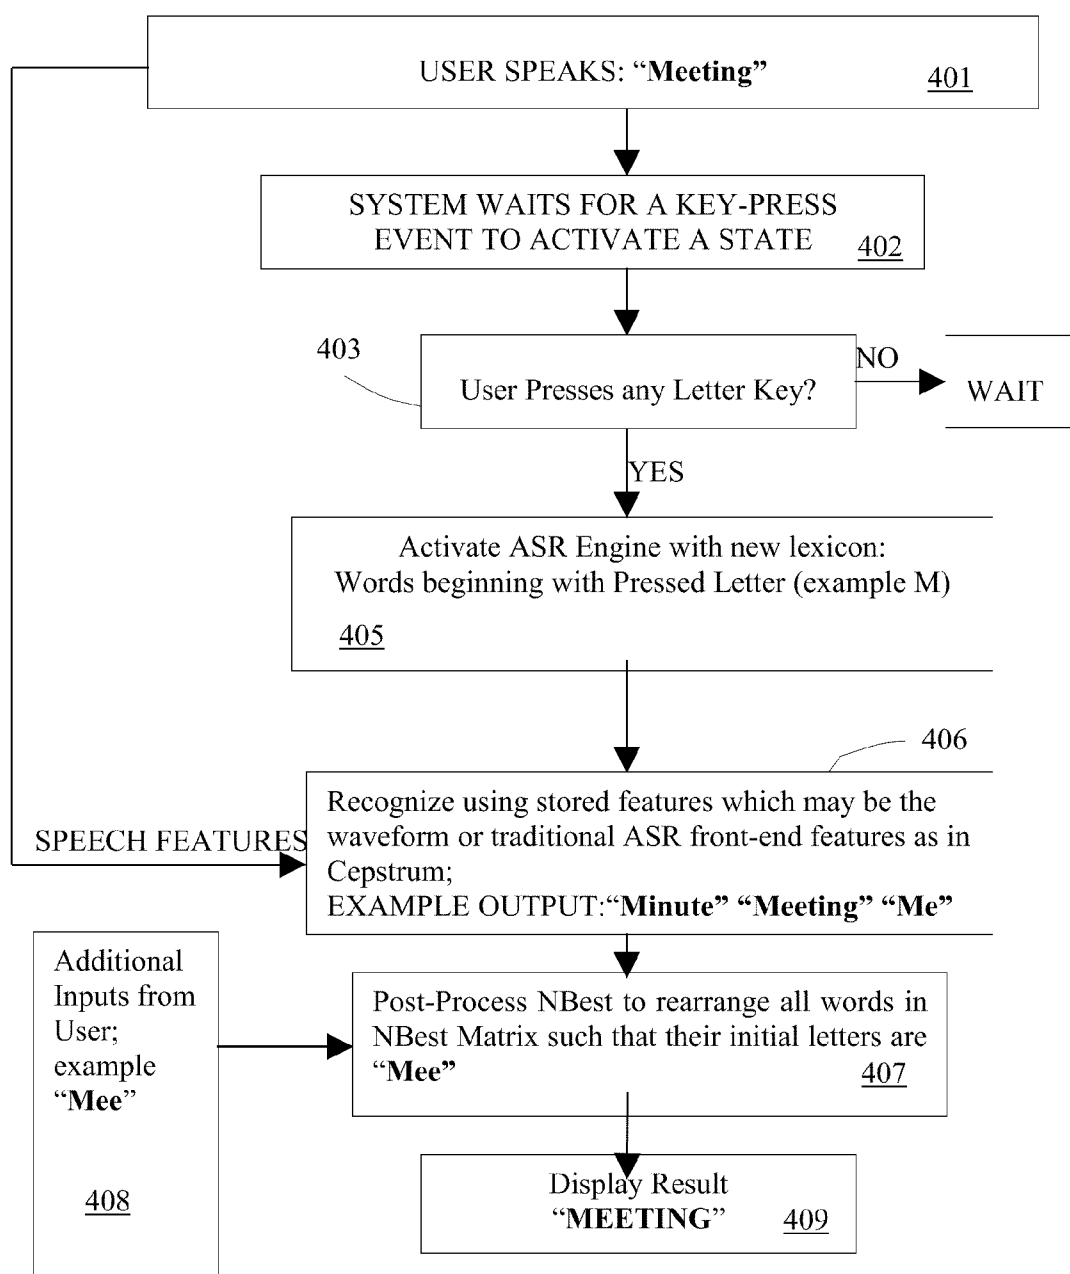 USER SPEAKS: “Meeting”
401
SYSTEM WAITS FOR A KEY-PRESS
EVENT TO ACTIVATE A STATE
402
403
User Presses any Letter Key?
NO
WAIT
YES
Activate ASR Engine with new lexicon:
Words beginning with Pressed Letter (example M)
405
406
Recognize using stored features which may be the
waveform or traditional ASR front-end features as in
Cepstrum;
EXAMPLE OUTPUT:“Minute” “Meeting” “Me”
SPEECH FEATURES
Additional
Inputs from
User;
example
“Mee”
408
Post-Process NBest to rearrange all words in
NBest Matrix such that their initial letters are
“Mee”
407
Display Result
“MEETING”
409